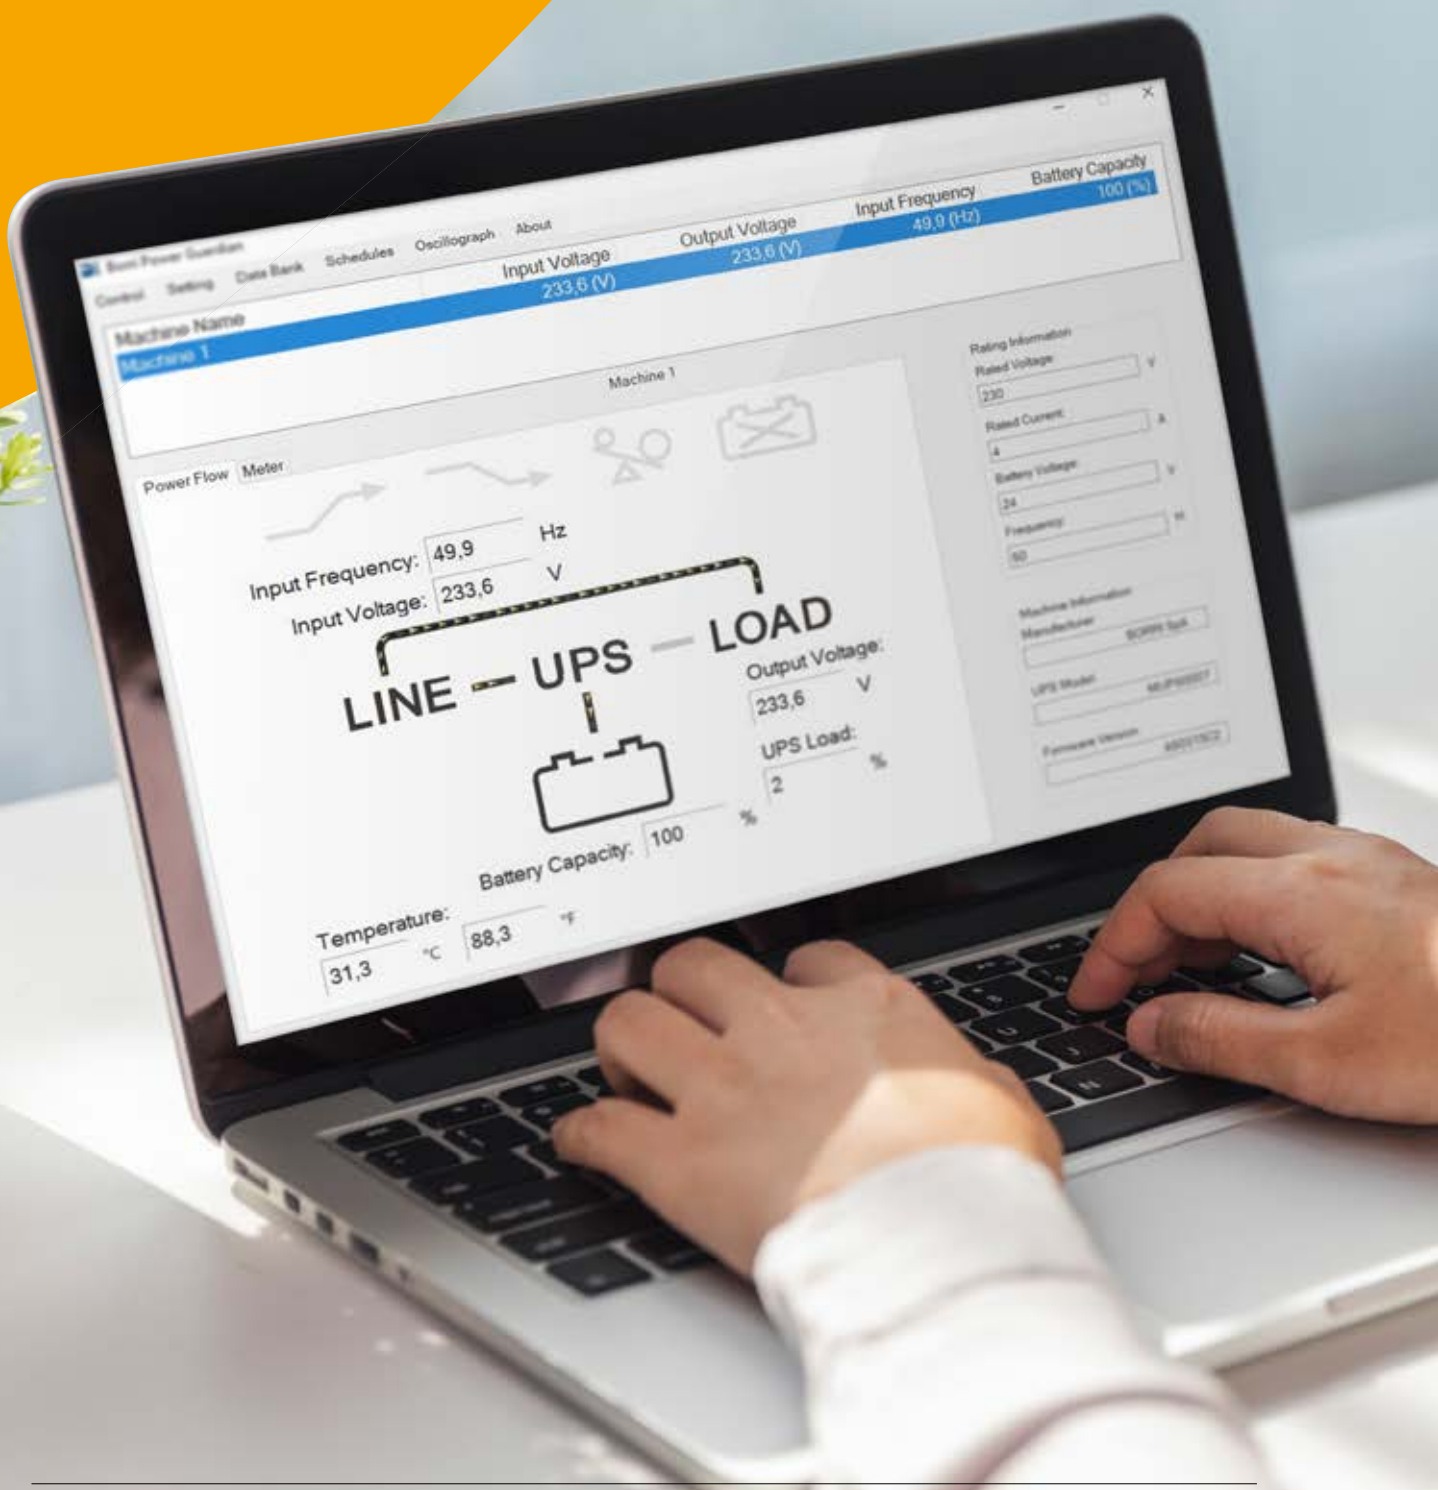 Borri Power Guardian
Control Setting Data Bank Schedules Oscillograph About
Machine Name Input Voltage Output Voltage Input Frequency Battery Capacity
Machine 1 233,6 (V) 233,6 (V) 49,9 (Hz) 100 (%)
Machine 1
Power Flow Meter
Input Frequency: 49,9 Hz
Input Voltage: 233,6 V
LINE UPS LOAD
Output Voltage:
233,6 V
UPS Load:
2 %
Battery Capacity: 100 %
Temperature:
31,3 °C 88,3 °F
Rating Information
Rated Voltage:
230 V
Rated Current:
4 A
Battery Voltage:
24 V
Frequency:
50 H
Machine Information
Manufacturer
BORRI SpA
UPS Model
Firmware Version